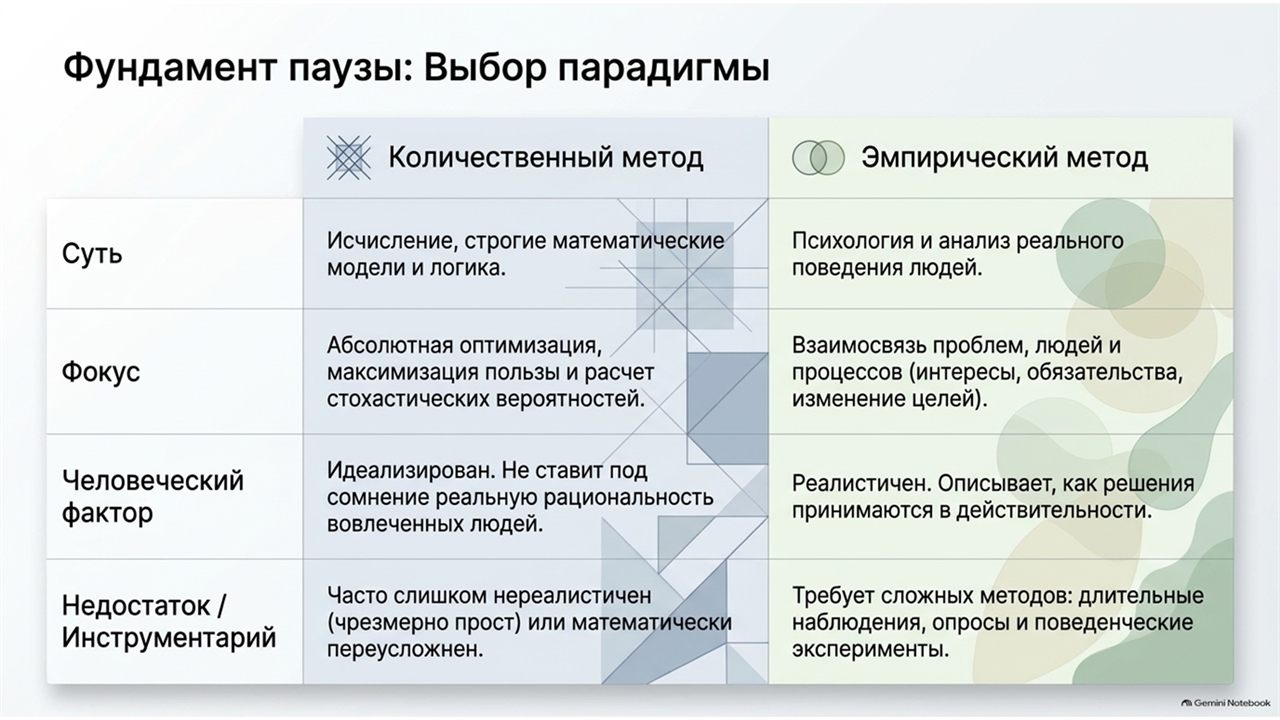 Фундамент паузы: Выбор парадигмы
Количественный метод
Эмпирический метод
Суть
Исчисление, строгие математические
модели и логика.
Психология и анализ реального
поведения людей.
Фокус
Абсолютная оптимизация,
максимизация пользы и расчет
стохастических вероятностей.
Взаимосвязь проблем, людей и
процессов (интересы, обязательства,
изменение целей).
Человеческий
фактор
Идеализирован. Не ставит под
сомнение реальную рациональность
вовлеченных людей.
Реалистичен. Описывает, как решения
принимаются в действительности.
Недостаток /
Инструментарий
Часто слишком нереалистичен
(чрезмерно прост) или математически
переусложнен.
Требует сложных методов: длительные
наблюдения, опросы и поведенческие
эксперименты.
Gemini Notebook